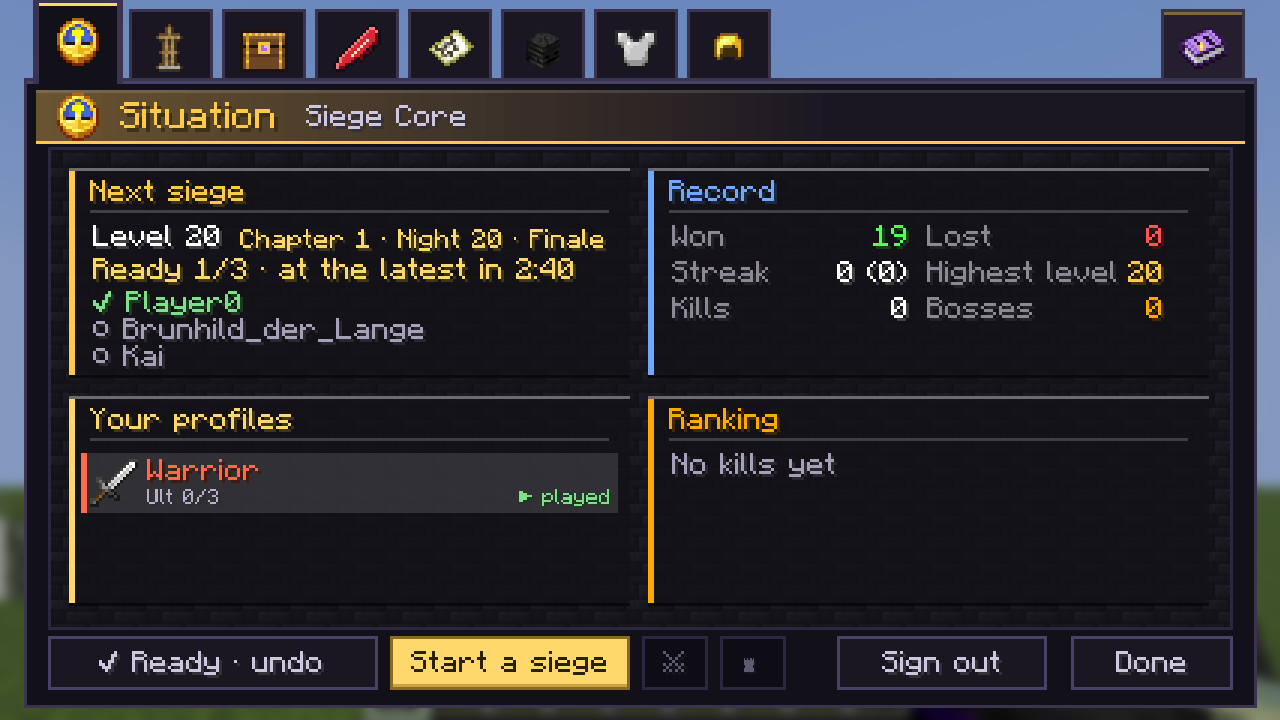 Situation Siege Core
Next siege
Level 20 Chapter 1 · Night 20 · Finale
Ready 1/3 · at the latest in 2:40
✔ Player0
○ Brunhild_der_Lange
○ Kai
Record
Won 19 Lost 0
Streak 0 (0) Highest level 20
Kills 0 Bosses 0
Your profiles
Warrior
Ult 0/3 ▶ played
Ranking
No kills yet
✔ Ready · undo
Start a siege
Sign out
Done